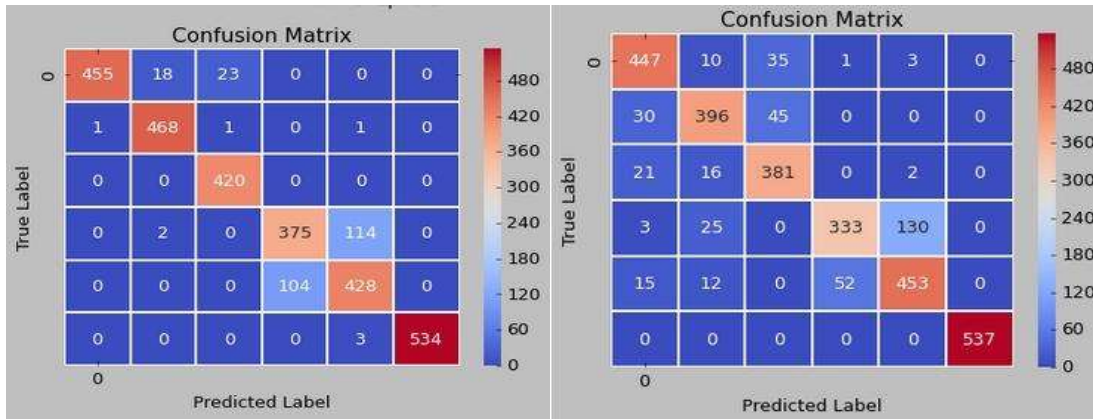 Confusion Matrix
0 455 18 23 0 0 0
1 468 1 0 1 0
0 0 420 0 0 0
0 2 0 375 114 0
0 0 0 104 428 0
0 0 0 0 3 534
0
True Label
Predicted Label
480
420
360
300
240
180
120
60
0
Confusion Matrix
0 447 10 35 1 3 0
30 396 45 0 0 0
21 16 381 0 2 0
3 25 0 333 130 0
15 12 0 52 453 0
0 0 0 0 0 537
0
True Label
Predicted Label
480
420
360
300
240
180
120
60
0